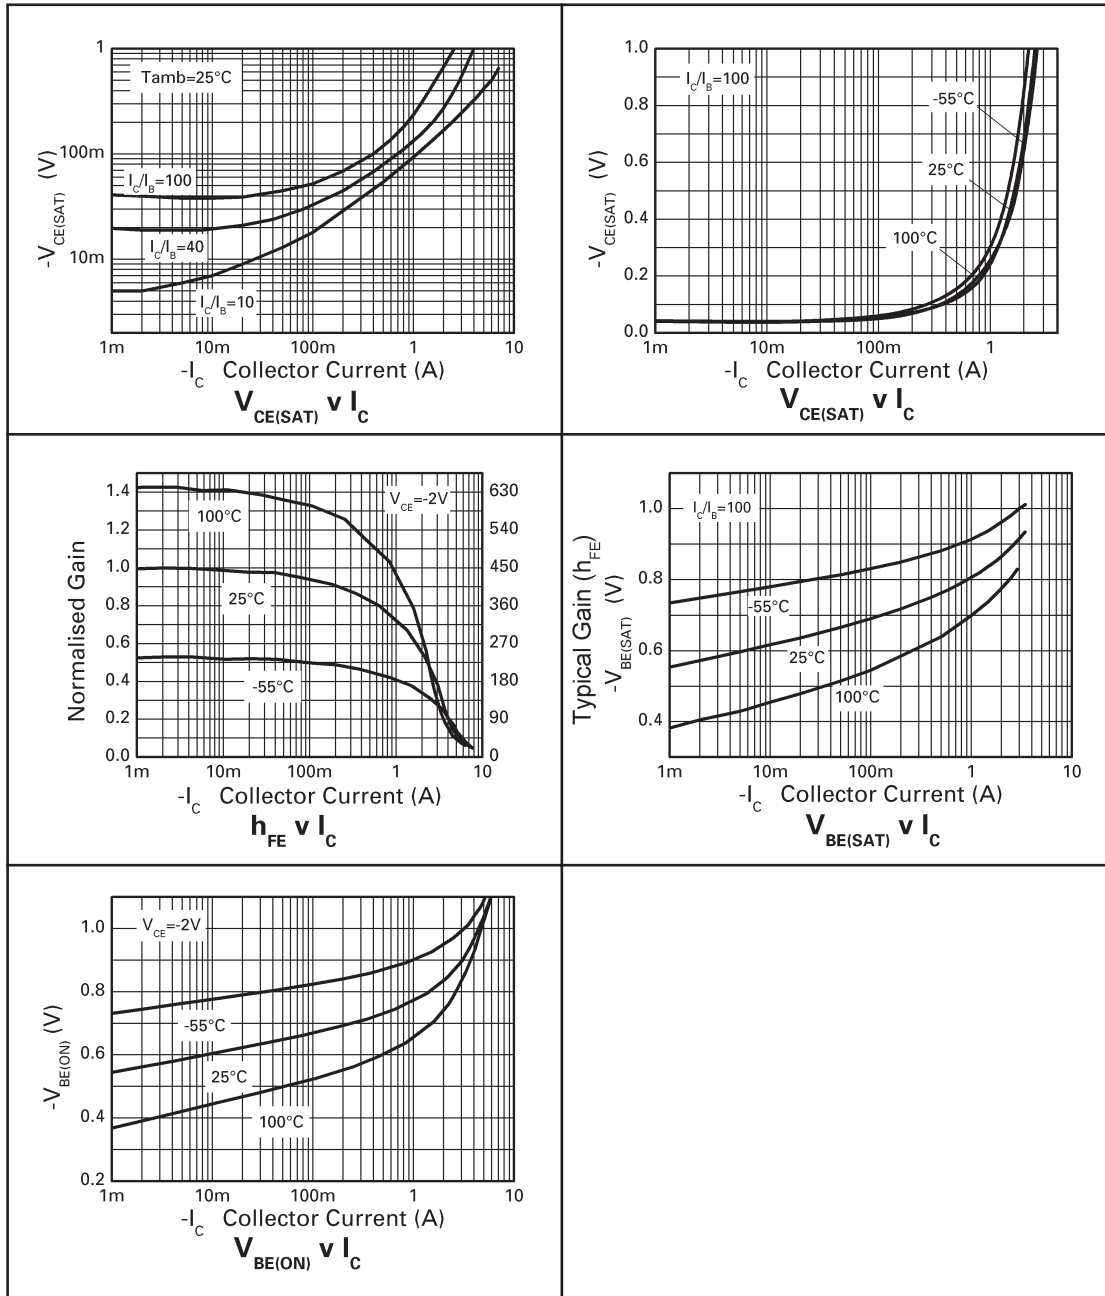 1
100m
10m
-V_CE(SAT) (V)
Tamb=25°C
I_C/I_B=100
I_C/I_B=40
I_C/I_B=10
1m 10m 100m 1 10
-I_C Collector Current (A)
V_CE(SAT) v I_C
1.0
0.8
0.6
0.4
0.2
0.0
-V_CE(SAT) (V)
I_C/I_B=100
-55°C
25°C
100°C
1m 10m 100m 1
-I_C Collector Current (A)
V_CE(SAT) v I_C
1.4
1.2
1.0
0.8
0.6
0.4
0.2
0.0
Normalised Gain
V_CE=-2V
100°C
25°C
-55°C
630
540
450
360
270
180
90
0
Typical Gain (h_FE)
1m 10m 100m 1 10
-I_C Collector Current (A)
h_FE v I_C
1.0
0.8
0.6
0.4
-V_BE(SAT) (V)
I_C/I_B=100
-55°C
25°C
100°C
1m 10m 100m 1 10
-I_C Collector Current (A)
V_BE(SAT) v I_C
1.0
0.8
0.6
0.4
0.2
-V_BE(ON) (V)
V_CE=-2V
-55°C
25°C
100°C
1m 10m 100m 1 10
-I_C Collector Current (A)
V_BE(ON) v I_C